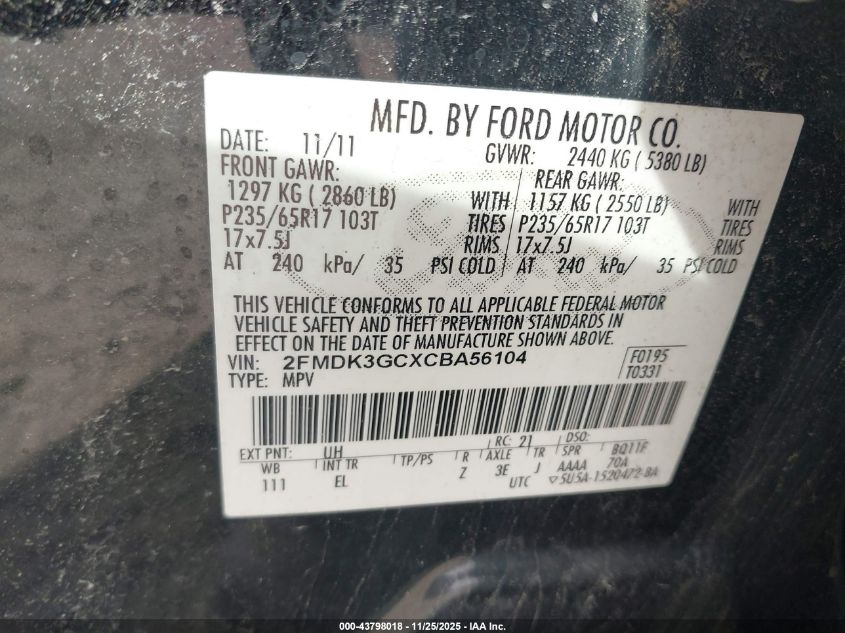 MFD. BY FORD MOTOR CO.
DATE: 11/11 GVWR: 2440 KG ( 5380 LB)
FRONT GAWR: REAR GAWR:
1297 KG ( 2860 LB) WITH 1157 KG ( 2550 LB) WITH
P235/65R17 103T TIRES P235/65R17 103T TIRES
17x7.5J RIMS 17x7.5J RIMS
AT 240 kPa/ 35 PSI COLD AT 240 kPa/ 35 PSI COLD
THIS VEHICLE CONFORMS TO ALL APPLICABLE FEDERAL MOTOR
VEHICLE SAFETY AND THEFT PREVENTION STANDARDS IN
EFFECT ON THE DATE OF MANUFACTURE SHOWN ABOVE.
VIN: 2FMDK3GCXCBA56104 F0195
TYPE: MPV T0331
EXT PNT: UH RC: 21 DSO:
WB INT TR TP/PS R AXLE TR SPR BQ11F
111 EL Z 3E J AAAA 70A
UTC 5U5A-1520472-BA
000-43798018 - 11/25/2025 - IAA Inc.